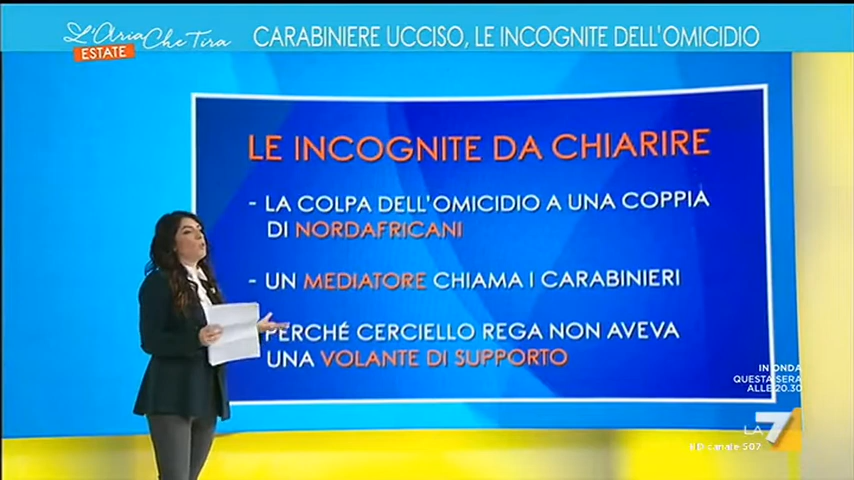 L'Aria Che Tira
ESTATE
CARABINIERE UCCISO, LE INCOGNITE DELL'OMICIDIO
LE INCOGNITE DA CHIARIRE
- LA COLPA DELL'OMICIDIO A UNA COPPIA
DI NORDAFRICANI
- UN MEDIATORE CHIAMA I CARABINIERI
PERCHÉ CERCIELLO REGA NON AVEVA
UNA VOLANTE DI SUPPORTO
IN ONDA
QUESTA SERA
ALLE 20.30
LA 7
HD canale 507